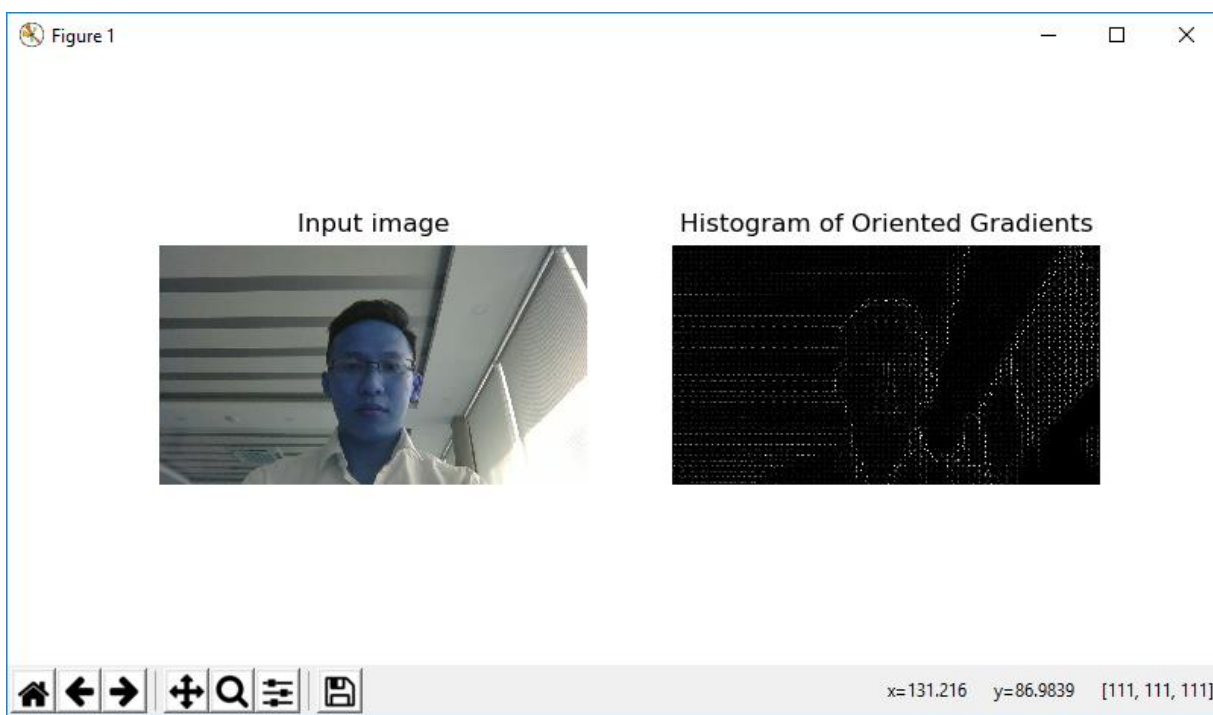 Figure 1
Input image
Histogram of Oriented Gradients
x=131.216 y=86.9839 [111, 111, 111]